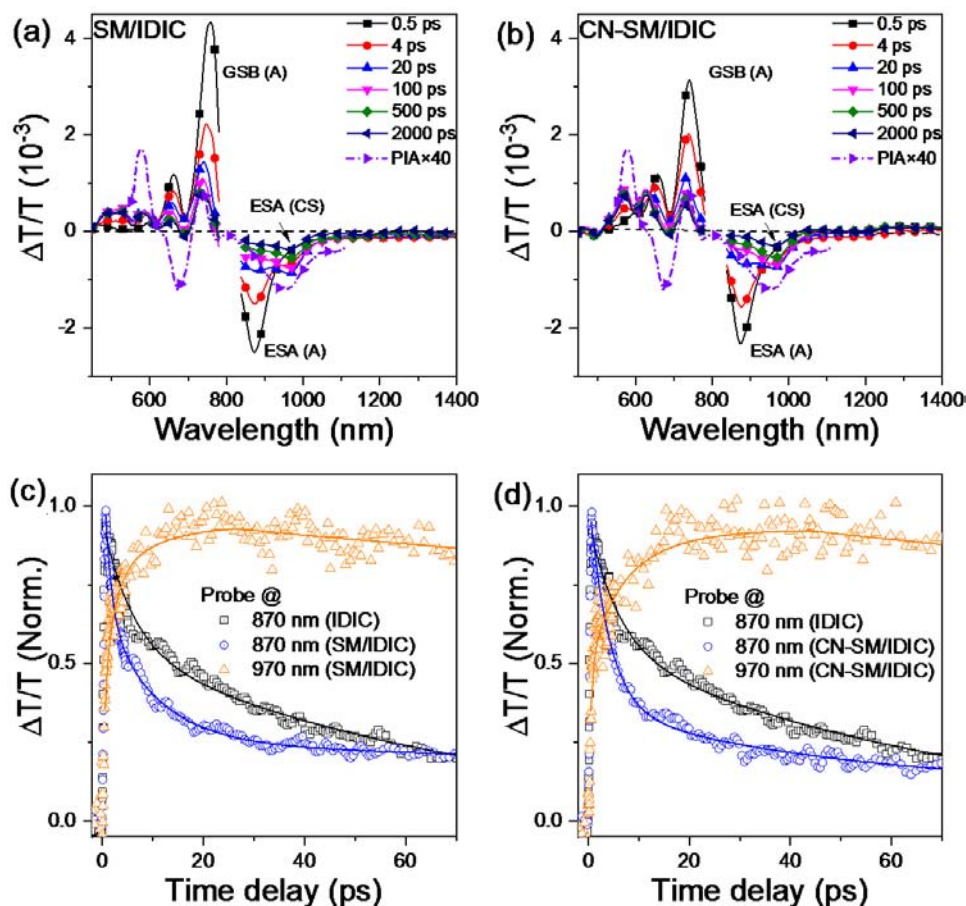 (a) SM/IDIC
GSB (A)
0.5 ps
4 ps
20 ps
100 ps
500 ps
2000 ps
PIA×40
ESA (CS)
ESA (A)
ΔT/T (10⁻³)
4
2
0
-2
600 800 1000 1200 1400
Wavelength (nm)
(b) CN-SM/IDIC
GSB (A)
0.5 ps
4 ps
20 ps
100 ps
500 ps
2000 ps
PIA×40
ESA (CS)
ESA (A)
ΔT/T (10⁻³)
4
2
0
-2
600 800 1000 1200 1400
Wavelength (nm)
(c)
Probe @
870 nm (IDIC)
870 nm (SM/IDIC)
970 nm (SM/IDIC)
ΔT/T (Norm.)
1.0
0.5
0.0
0 20 40 60
Time delay (ps)
(d)
Probe @
870 nm (IDIC)
870 nm (CN-SM/IDIC)
970 nm (CN-SM/IDIC)
ΔT/T (Norm.)
1.0
0.5
0.0
0 20 40 60
Time delay (ps)